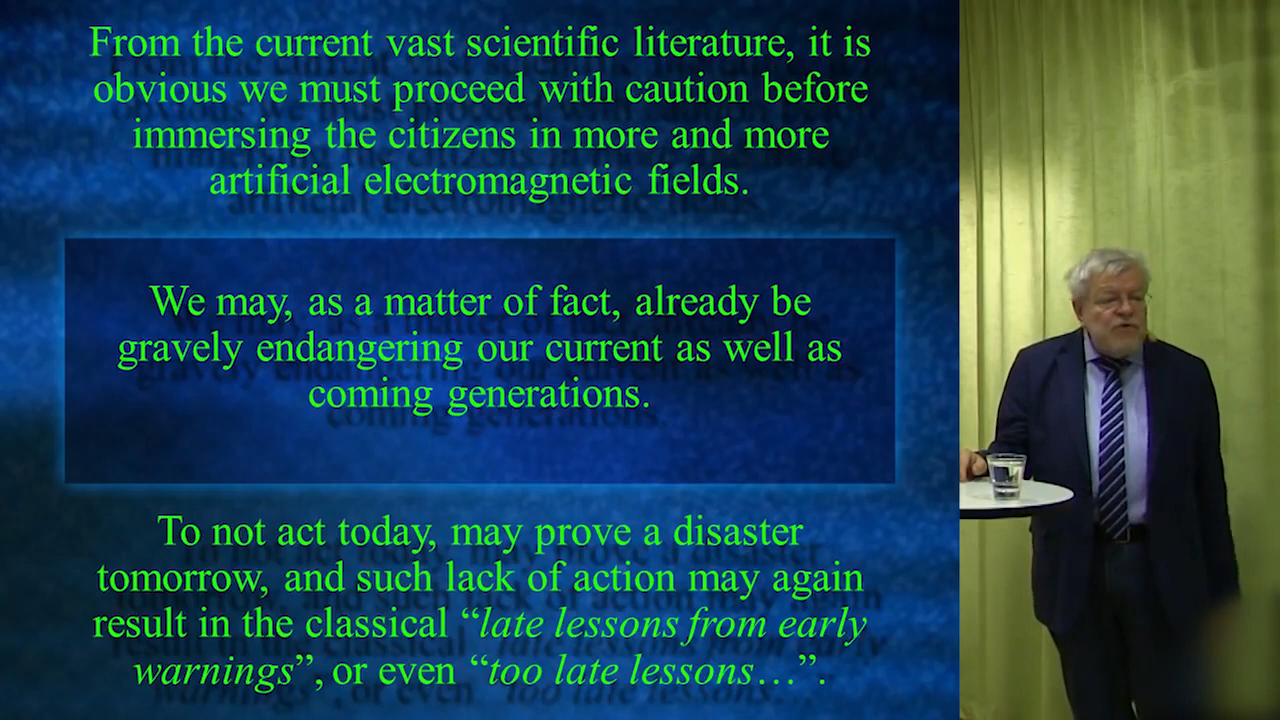 From the current vast scientific literature, it is
obvious we must proceed with caution before
immersing the citizens in more and more
artificial electromagnetic fields.
We may, as a matter of fact, already be
gravely endangering our current as well as
coming generations.
To not act today, may prove a disaster
tomorrow, and such lack of action may again
result in the classical “late lessons from early
warnings”, or even “too late lessons…”.